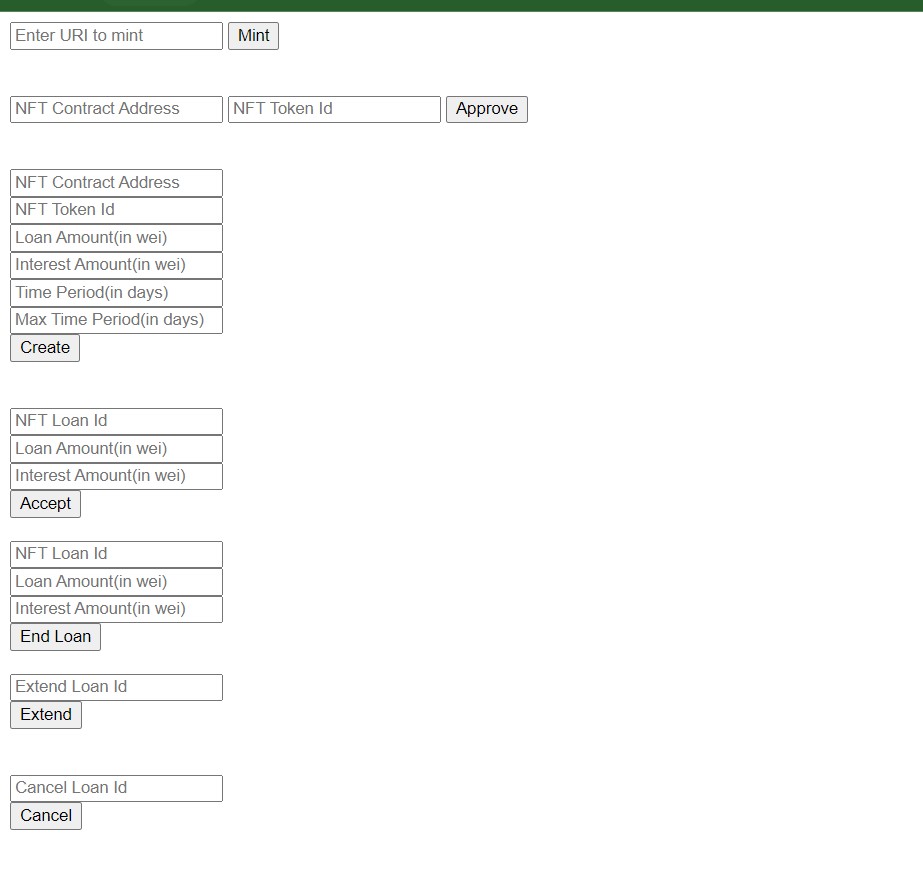 Enter URI to mint Mint
NFT Contract Address NFT Token Id Approve
NFT Contract Address
NFT Token Id
Loan Amount(in wei)
Interest Amount(in wei)
Time Period(in days)
Max Time Period(in days)
Create
NFT Loan Id
Loan Amount(in wei)
Interest Amount(in wei)
Accept
NFT Loan Id
Loan Amount(in wei)
Interest Amount(in wei)
End Loan
Extend Loan Id
Extend
Cancel Loan Id
Cancel